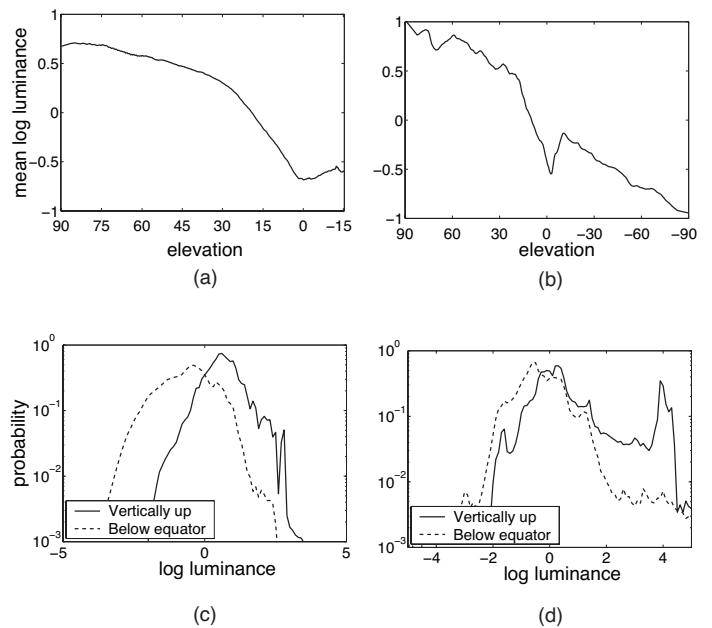 1
0.5
0
−0.5
−1
mean log luminance
90 75 60 45 30 15 0 −15
elevation
(a)
1
0.5
0
−0.5
−1
90 60 30 0 −30 −60 −90
elevation
(b)
10^0
10^−1
10^−2
10^−3
probability
Vertically up
Below equator
−5 0 5
log luminance
(c)
10^0
10^−1
10^−2
10^−3
Vertically up
Below equator
−4 −2 0 2 4
log luminance
(d)